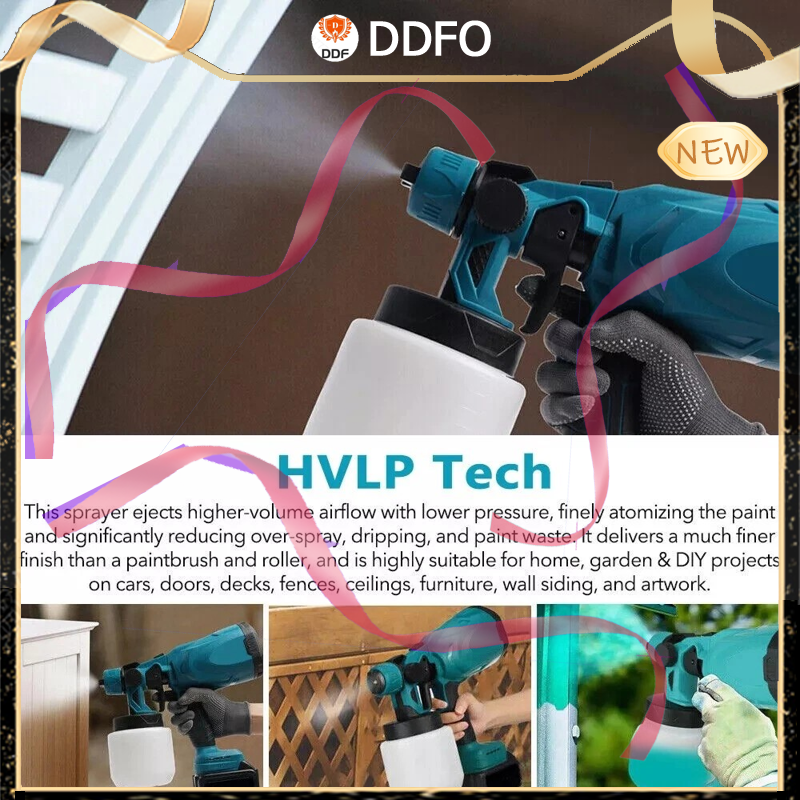 DDF
DDFO
NEW
HVLP Tech
This sprayer ejects higher-volume airflow with lower pressure, finely atomizing the paint
and significantly reducing over-spray, dripping, and paint waste. It delivers a much finer
finish than a paintbrush and roller, and is highly suitable for home, garden & DIY projects
on cars, doors, decks, fences, ceilings, furniture, wall siding, and artwork.